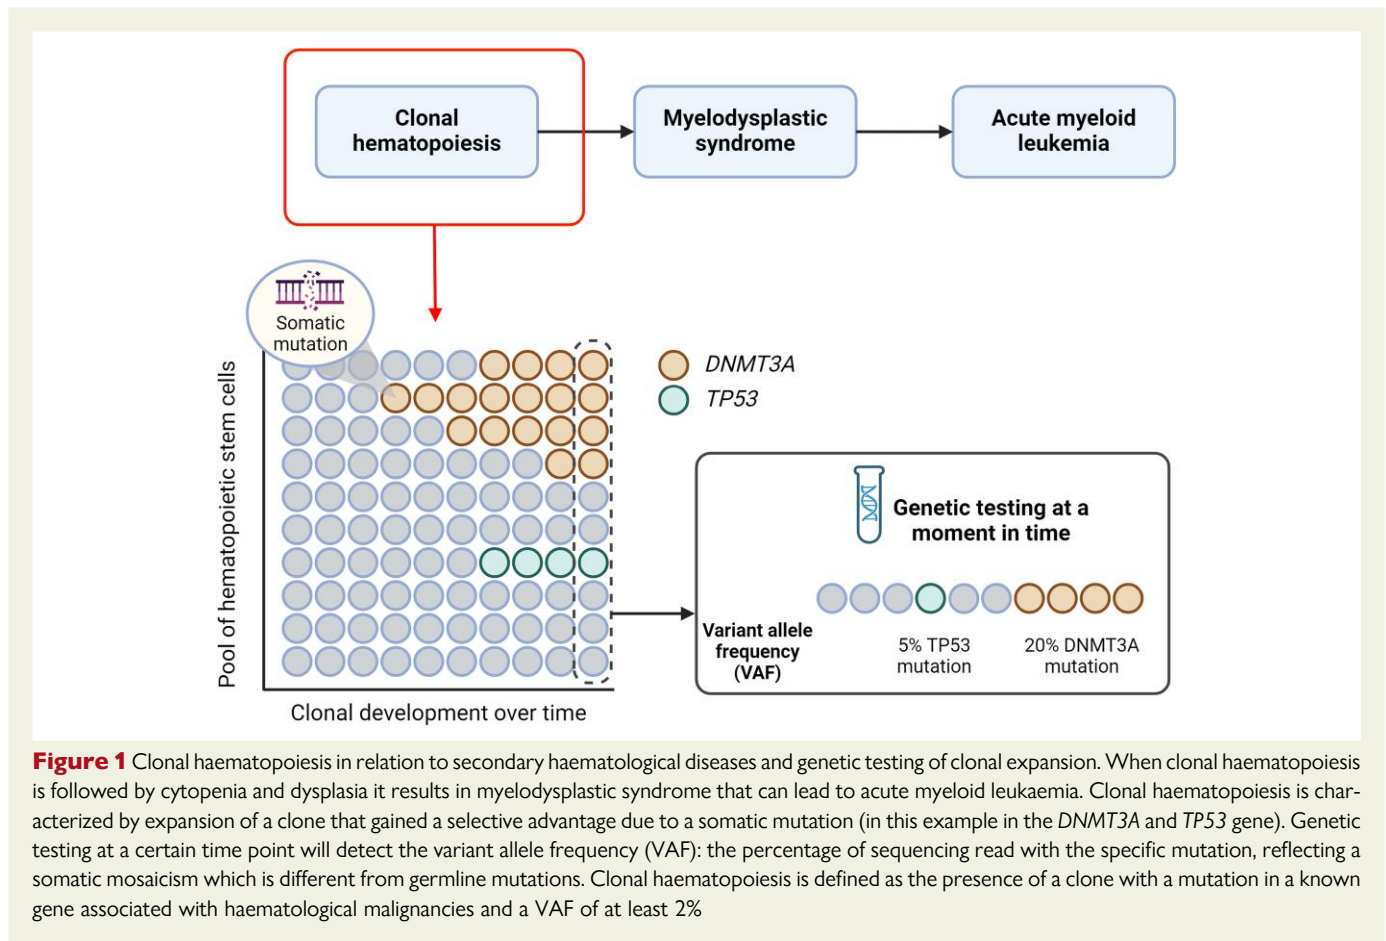 Clonal
hematopoiesis
Myelodysplastic
syndrome
Acute myeloid
leukemia
Somatic
mutation
Pool of hematopoietic stem cells
Clonal development over time
DNMT3A
TP53
Genetic testing at a
moment in time
Variant allele
frequency
(VAF)
5% TP53
mutation
20% DNMT3A
mutation
Figure 1 Clonal haematopoiesis in relation to secondary haematological diseases and genetic testing of clonal expansion. When clonal haematopoiesis
is followed by cytopenia and dysplasia it results in myelodysplastic syndrome that can lead to acute myeloid leukaemia. Clonal haematopoiesis is char-
acterized by expansion of a clone that gained a selective advantage due to a somatic mutation (in this example in the DNMT3A and TP53 gene). Genetic
testing at a certain time point will detect the variant allele frequency (VAF): the percentage of sequencing read with the specific mutation, reflecting a
somatic mosaicism which is different from germline mutations. Clonal haematopoiesis is defined as the presence of a clone with a mutation in a known
gene associated with haematological malignancies and a VAF of at least 2%